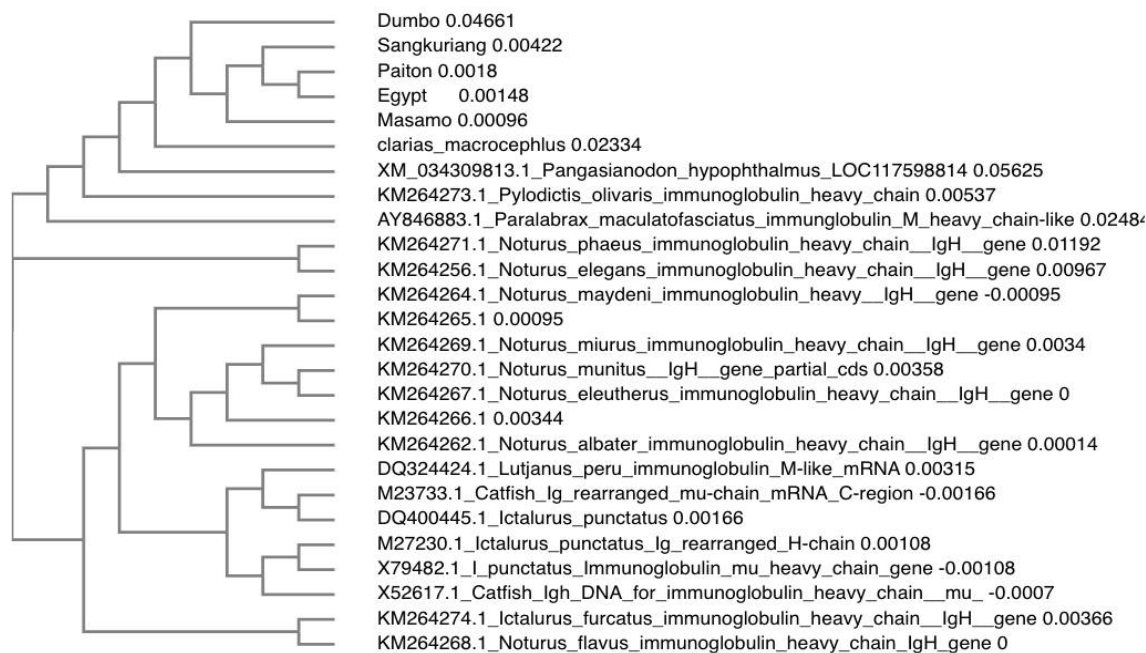 Dumbo 0.04661
Sangkuriang 0.00422
Paiton 0.0018
Egypt 0.00148
Masamo 0.00096
clarias_macrocephlus 0.02334
XM_034309813.1_Pangasianodon_hypophthalmus_LOC117598814 0.05625
KM264273.1_Pylodictis_olivaris_immunoglobulin_heavy_chain 0.00537
AY846883.1_Paralabrax_maculatofasciatus_immunglobulin_M_heavy_chain-like 0.02484
KM264271.1_Noturus_phaeus_immunoglobulin_heavy_chain__IgH__gene 0.01192
KM264256.1_Noturus_elegans_immunoglobulin_heavy_chain__IgH__gene 0.00967
KM264264.1_Noturus_maydeni_immunoglobulin_heavy__IgH__gene -0.00095
KM264265.1 0.00095
KM264269.1_Noturus_miurus_immunoglobulin_heavy_chain__IgH__gene 0.0034
KM264270.1_Noturus_munitus__IgH__gene_partial_cds 0.00358
KM264267.1_Noturus_eleutherus_immunoglobulin_heavy_chain__IgH__gene 0
KM264266.1 0.00344
KM264262.1_Noturus_albater_immunoglobulin_heavy_chain__IgH__gene 0.00014
DQ324424.1_Lutjanus_peru_immunoglobulin_M-like_mRNA 0.00315
M23733.1_Catfish_Ig_rearranged_mu-chain_mRNA_C-region -0.00166
DQ400445.1_Ictalurus_punctatus 0.00166
M27230.1_Ictalurus_punctatus_Ig_rearranged_H-chain 0.00108
X79482.1_I_punctatus_Immunoglobulin_mu_heavy_chain_gene -0.00108
X52617.1_Catfish_Igh_DNA_for_immunoglobulin_heavy_chain__mu_ -0.0007
KM264274.1_Ictalurus_furcatus_immunoglobulin_heavy_chain__IgH__gene 0.00366
KM264268.1_Noturus_flavus_immunoglobulin_heavy_chain_IgH_gene 0